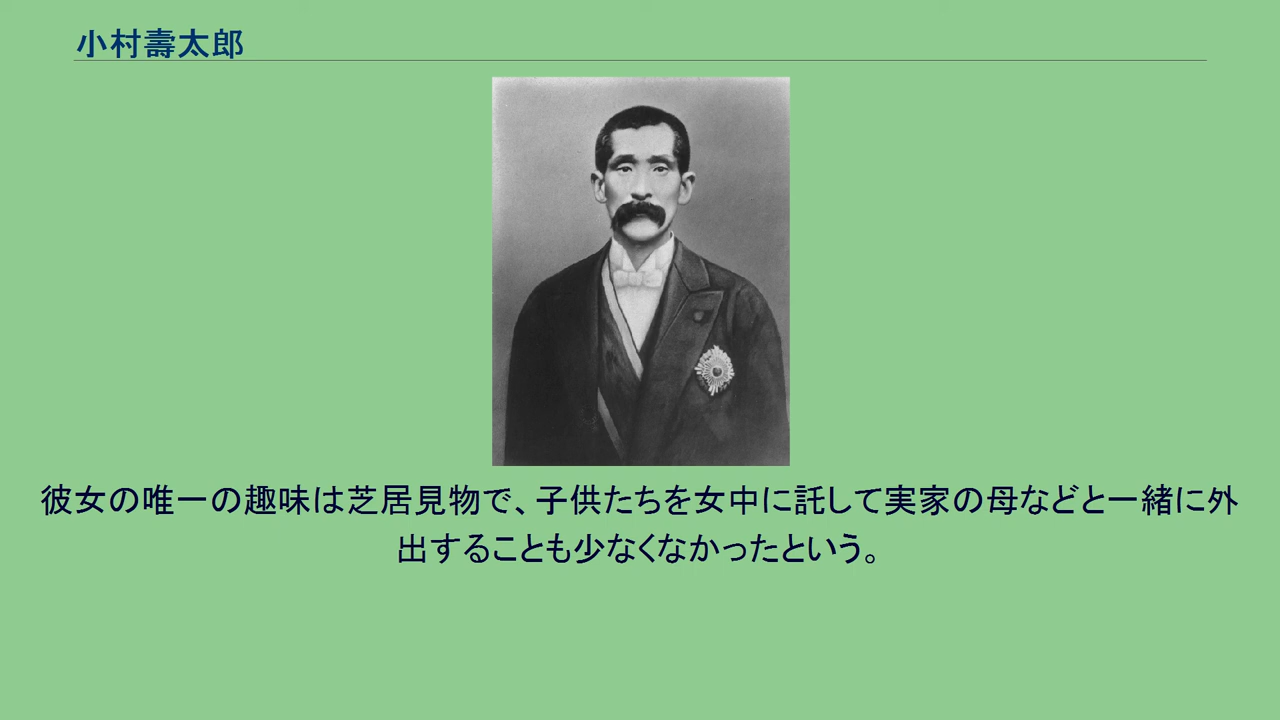 小村壽太郎
彼女の唯一の趣味は芝居見物で、子供たちを女中に託して実家の母などと一緒に外
出することも少なくなかったという。